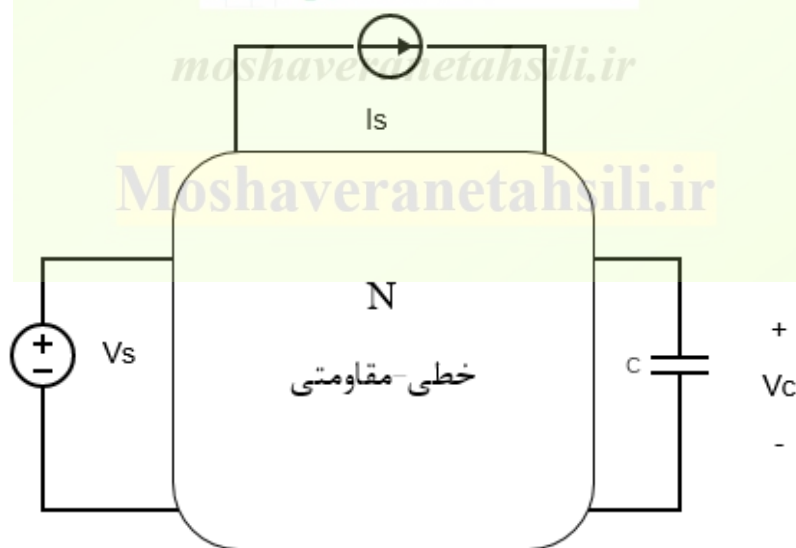 moshaveranetahsili.ir
Is
Moshaveranetahsili.ir
N
خطی-مقاومتی
+
-
Vs
C
+
Vc
-